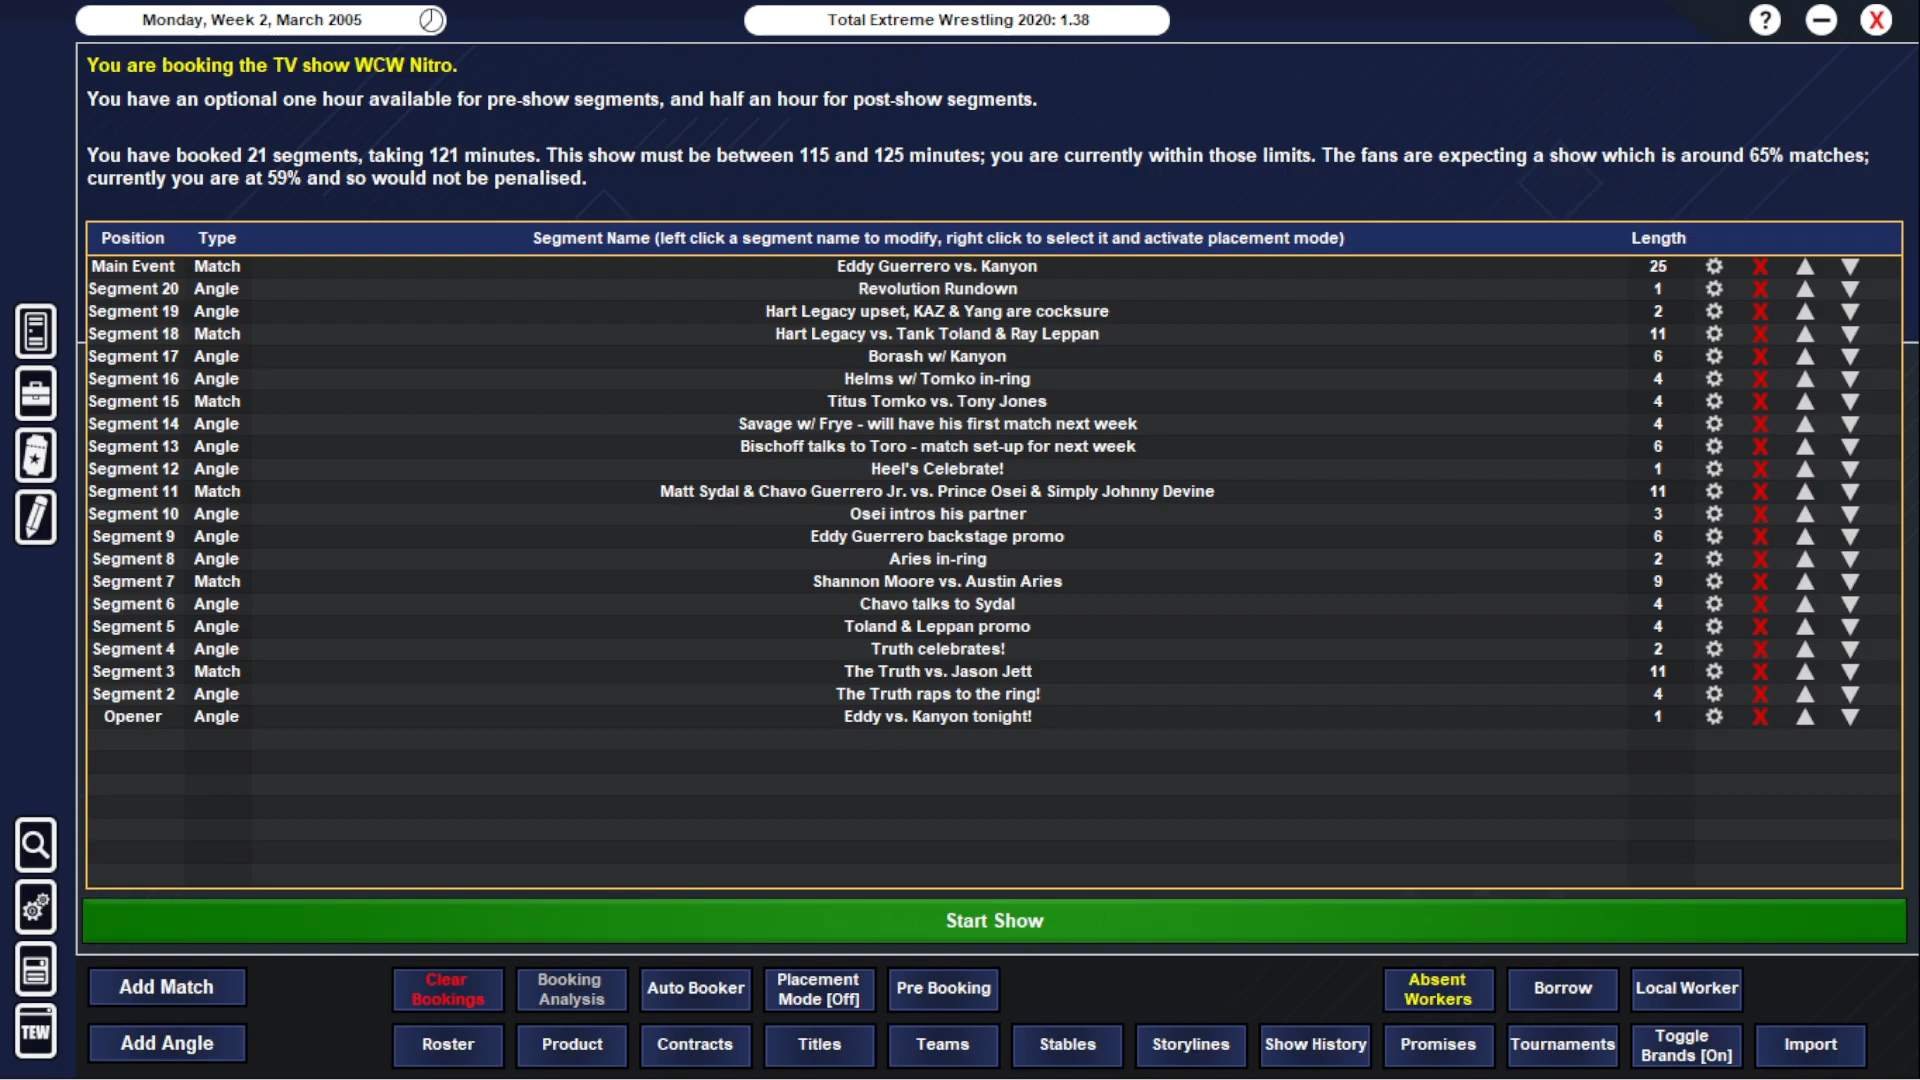 Monday, Week 2, March 2005
Total Extreme Wrestling 2020: 1.38
?
X
You are booking the TV show WCW Nitro.
You have an optional one hour available for pre-show segments, and half an hour for post-show segments.
You have booked 21 segments, taking 121 minutes. This show must be between 115 and 125 minutes; you are currently within those limits. The fans are expecting a show which is around 65% matches;
currently you are at 59% and so would not be penalised.
Position Type Segment Name (left click a segment name to modify, right click to select it and activate placement mode) Length
Main Event Match Eddy Guerrero vs. Kanyon 25 X
Segment 20 Angle Revolution Rundown 1 X
Segment 19 Angle Hart Legacy upset, KAZ & Yang are cocksure 2 X
Segment 18 Match Hart Legacy vs. Tank Toland & Ray Leppan 11 X
Segment 17 Angle Borash w/ Kanyon 6 X
Segment 16 Angle Helms w/ Tomko in-ring 4 X
Segment 15 Match Titus Tomko vs. Tony Jones 4 X
Segment 14 Angle Savage w/ Frye - will have his first match next week 4 X
Segment 13 Angle Bischoff talks to Toro - match set-up for next week 6 X
Segment 12 Angle Heel's Celebrate! 1 X
Segment 11 Match Matt Sydal & Chavo Guerrero Jr. vs. Prince Osei & Simply Johnny Devine 11 X
Segment 10 Angle Osei intros his partner 3 X
Segment 9 Angle Eddy Guerrero backstage promo 6 X
Segment 8 Angle Aries in-ring 2 X
Segment 7 Match Shannon Moore vs. Austin Aries 9 X
Segment 6 Angle Chavo talks to Sydal 4 X
Segment 5 Angle Toland & Leppan promo 4 X
Segment 4 Angle Truth celebrates! 2 X
Segment 3 Match The Truth vs. Jason Jett 11 X
Segment 2 Angle The Truth raps to the ring! 4 X
Opener Angle Eddy vs. Kanyon tonight! 1 X
Start Show
Add Match
Clear Bookings
Booking Analysis
Auto Booker
Placement Mode [Off]
Pre Booking
Absent Workers
Borrow
Local Worker
TEW
Add Angle
Roster
Product
Contracts
Titles
Teams
Stables
Storylines
Show History
Promises
Tournaments
Toggle Brands [On]
Import